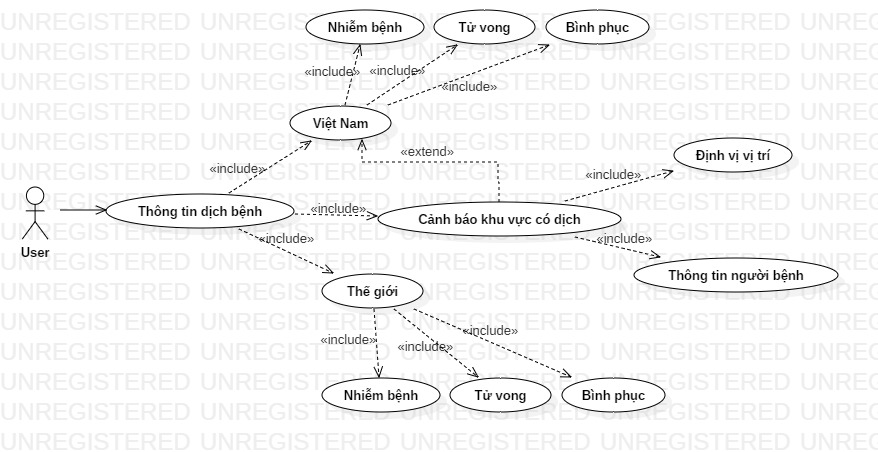 Nhiễm bệnh
Tử vong
Bình phục
«include»
«include»
«include»
Việt Nam
«extend»
Định vị vị trí
«include»
«include»
User
Thông tin dịch bệnh
«include»
Cảnh báo khu vực có dịch
«include»
«include»
Thông tin người bệnh
Thế giới
«include»
«include»
«include»
Nhiễm bệnh
Tử vong
Bình phục
UNREGISTERED UNREGISTERED UNREGISTERED UNREGISTERED UNREGISTERED